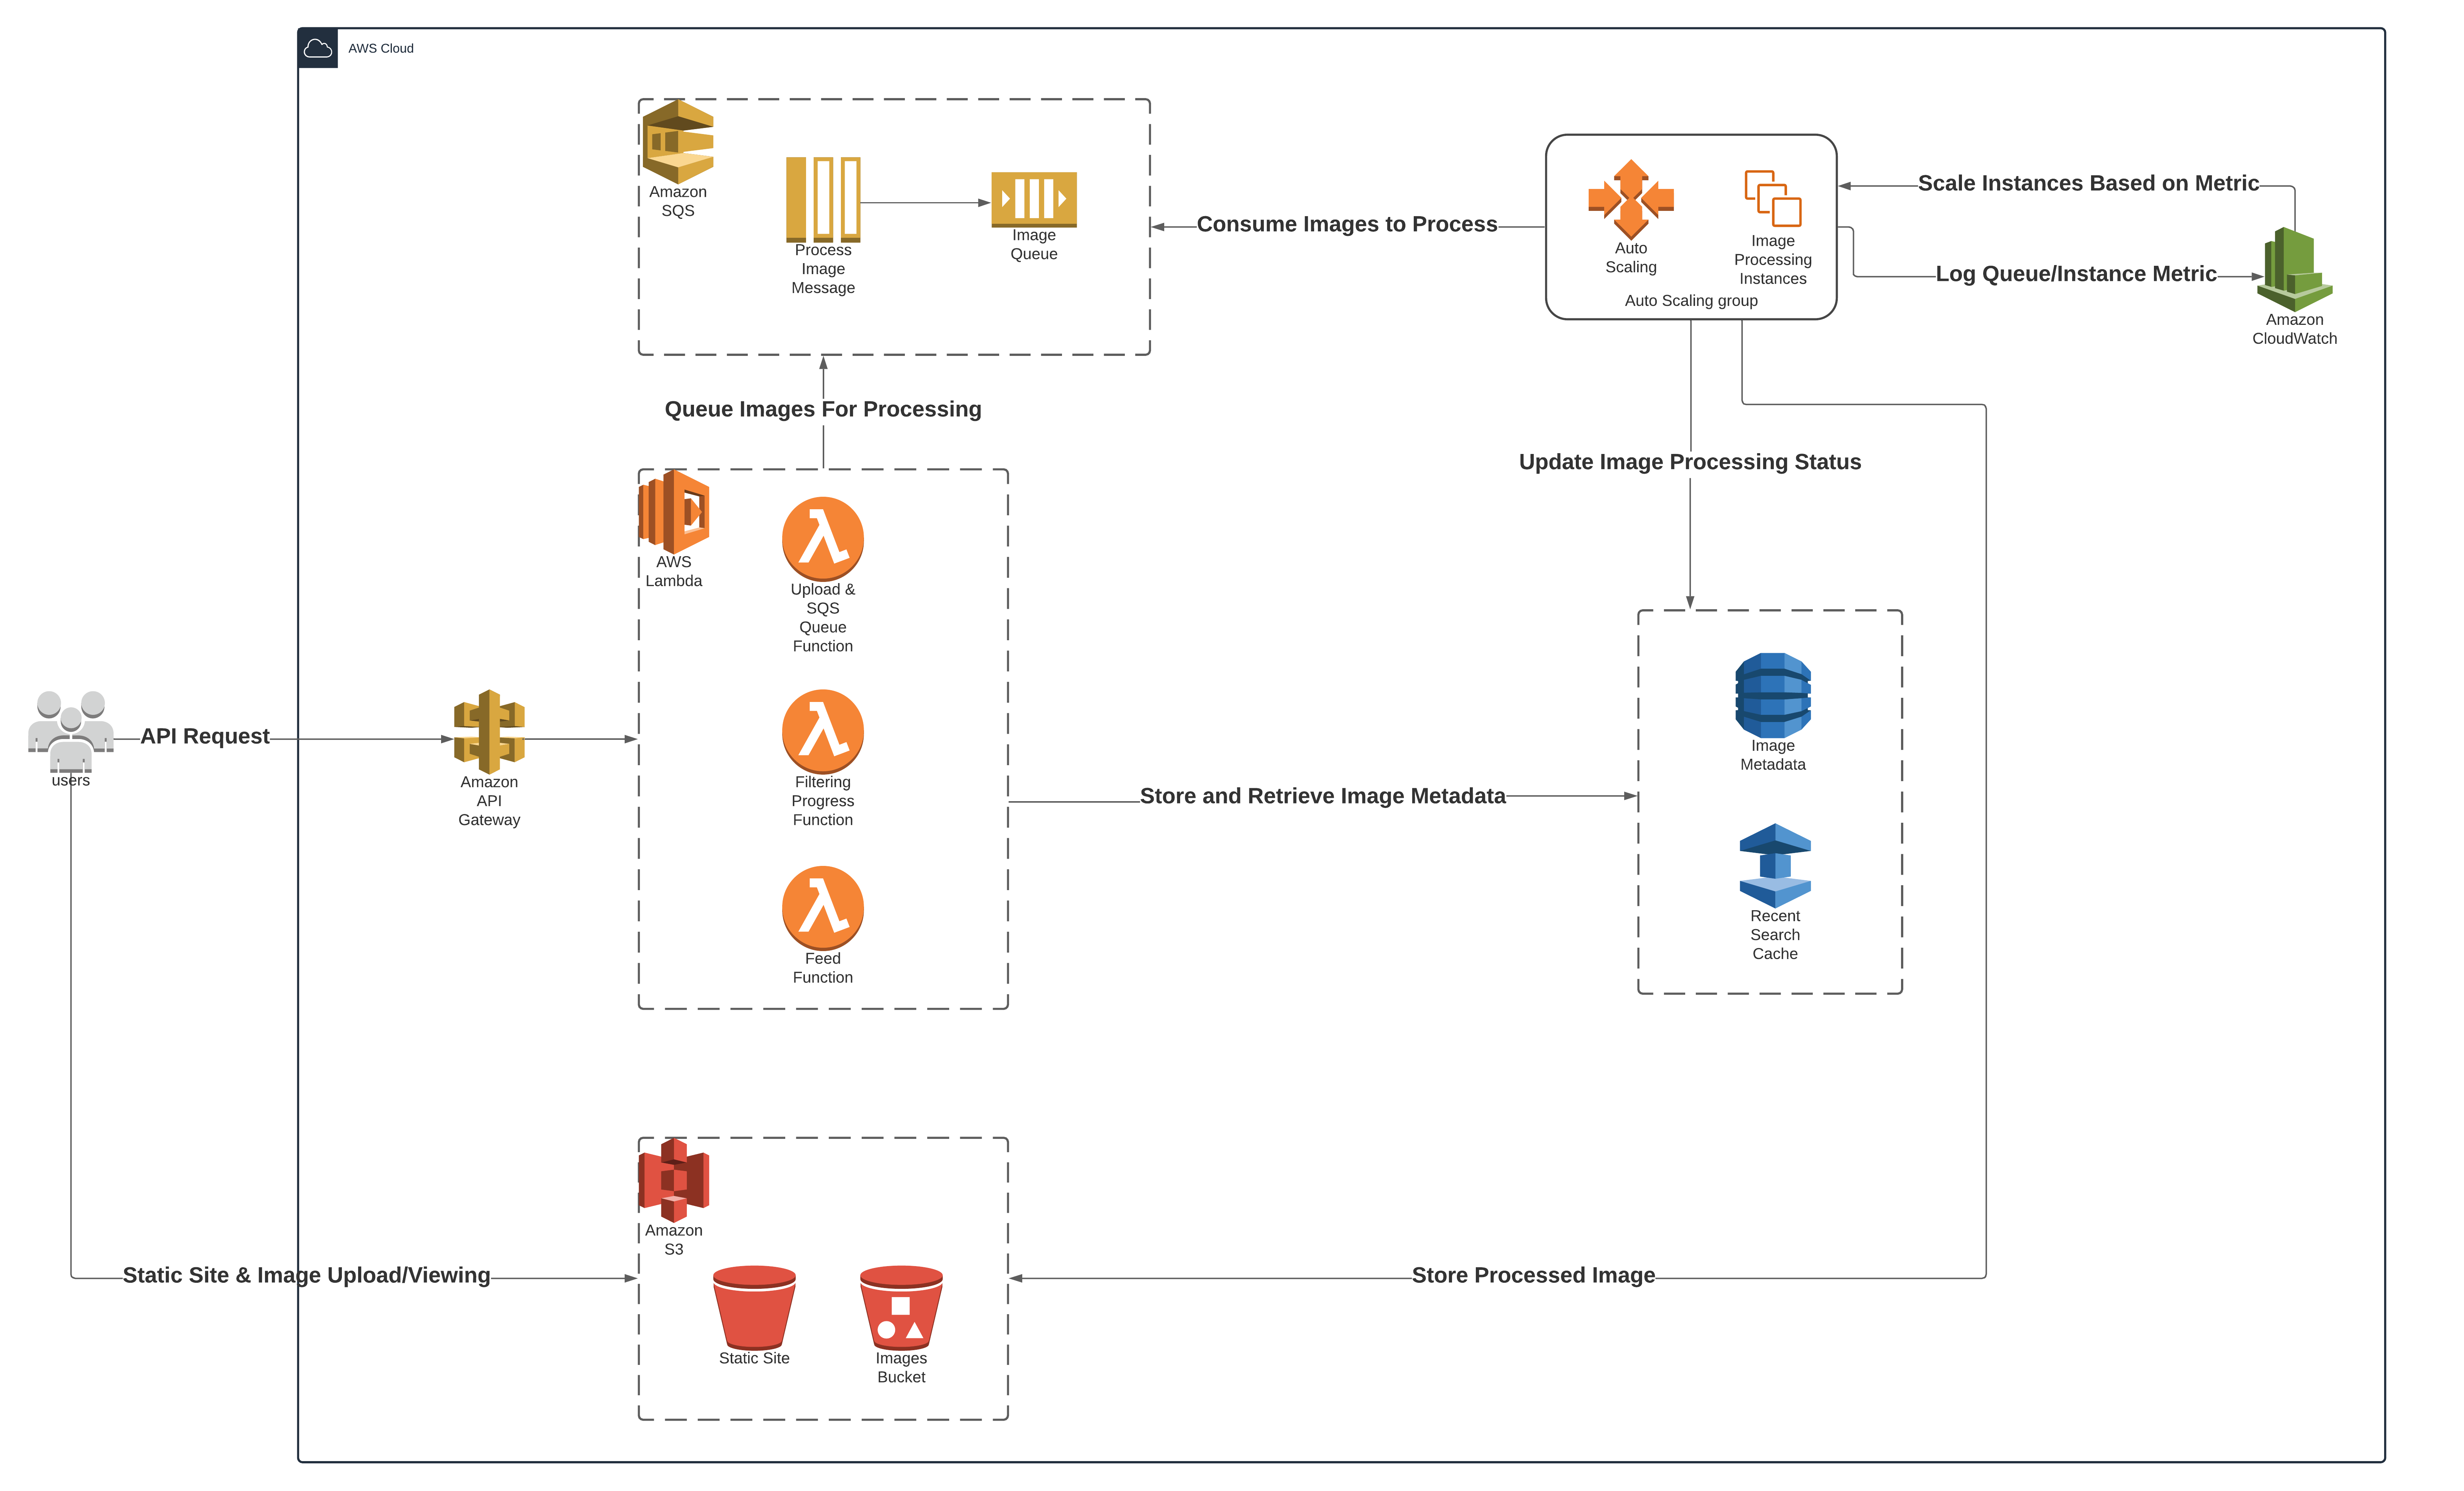 AWS Cloud
Amazon
SQS
Process
Image
Message
Image
Queue
Consume Images to Process
Auto
Scaling
Image
Processing
Instances
Auto Scaling group
Scale Instances Based on Metric
Log Queue/Instance Metric
Amazon
CloudWatch
Queue Images For Processing
Update Image Processing Status
AWS
Lambda
Upload &
SQS
Queue
Function
users
API Request
Amazon
API
Gateway
Filtering
Progress
Function
Store and Retrieve Image Metadata
Image
Metadata
Recent
Search
Cache
Feed
Function
Amazon
S3
Static Site & Image Upload/Viewing
Static Site
Images
Bucket
Store Processed Image